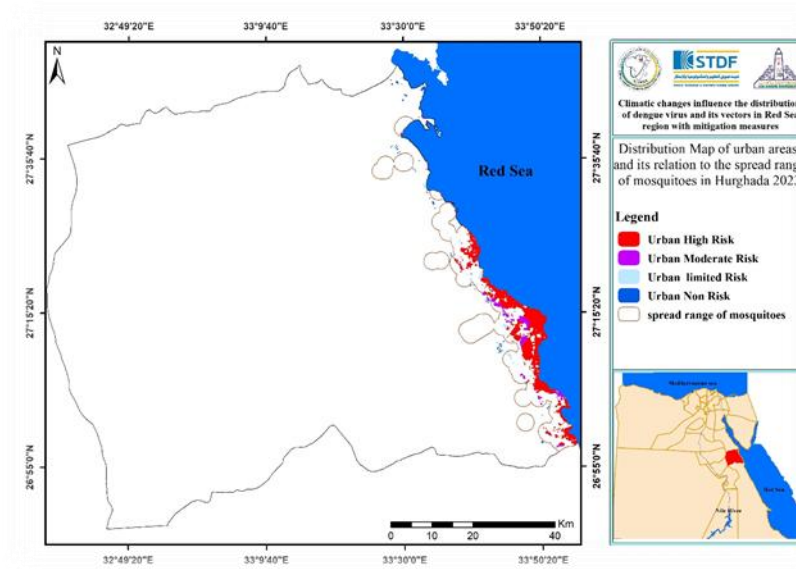 32°49'20"E 33°9'40"E 33°30'0"E 33°50'20"E
N
27°35'40"N
27°15'20"N
26°55'0"N
Red Sea
27°35'40"N
27°15'20"N
26°55'0"N
Km
0 10 20 40
32°49'20"E 33°9'40"E 33°30'0"E 33°50'20"E
STDF
Climatic changes influence the distribution
of dengue virus and its vectors in Red Sea
region with mitigation measures
Distribution Map of urban areas
and its relation to the spread rang
of mosquitoes in Hurghada 202
Legend
Urban High Risk
Urban Moderate Risk
Urban limited Risk
Urban Non Risk
spread range of mosquitoes
Mediterranean sea
Red Sea
Nile River